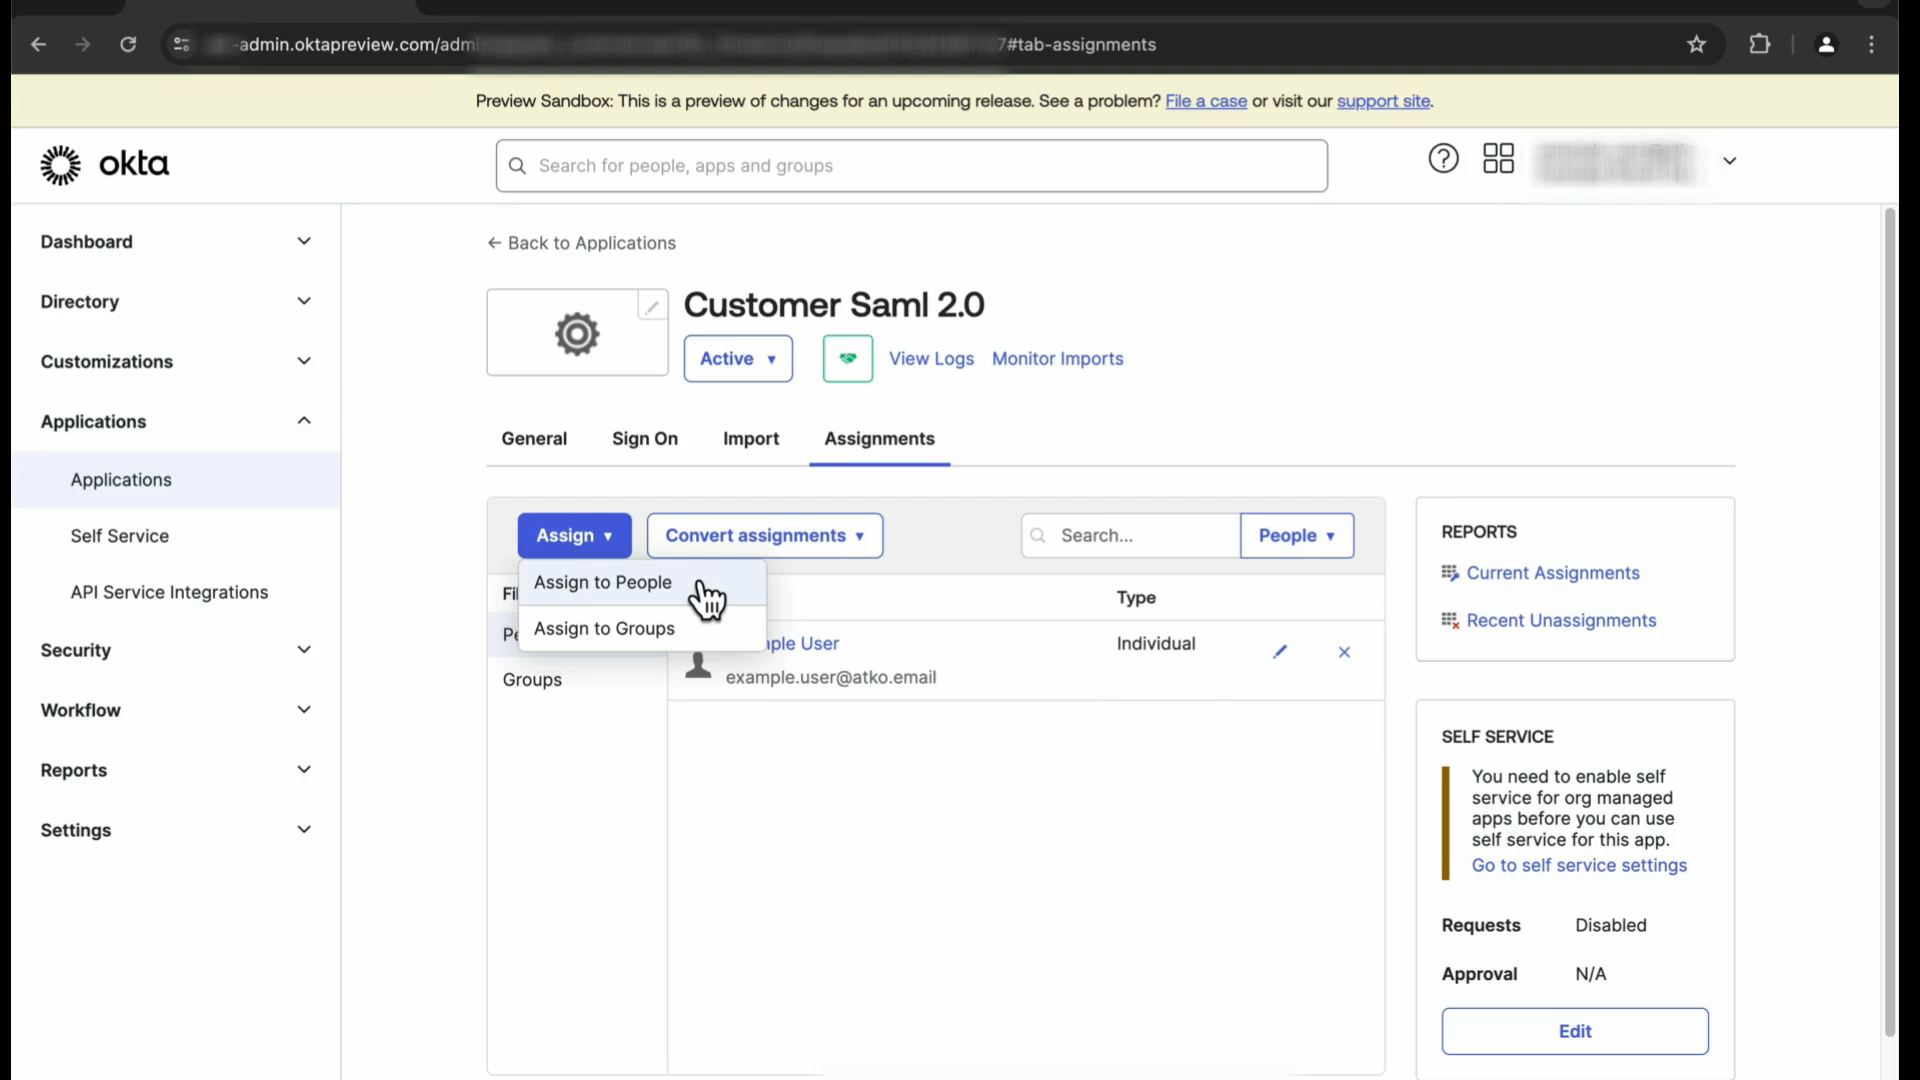 -admin.oktapreview.com/admi
7#tab-assignments
Preview Sandbox: This is a preview of changes for an upcoming release. See a problem? File a case or visit our support site.
okta
Search for people, apps and groups
Dashboard
Directory
Customizations
Applications
Applications
Self Service
API Service Integrations
Security
Workflow
Reports
Settings
← Back to Applications
Customer Saml 2.0
Active ▼
View Logs
Monitor Imports
General
Sign On
Import
Assignments
Assign ▼
Convert assignments ▼
Search...
People ▼
Assign to People
Assign to Groups
Fi
Pe
Groups
Type
ple User
Individual
example.user@atko.email
REPORTS
Current Assignments
Recent Unassignments
SELF SERVICE
You need to enable self
service for org managed
apps before you can use
self service for this app.
Go to self service settings
Requests Disabled
Approval N/A
Edit